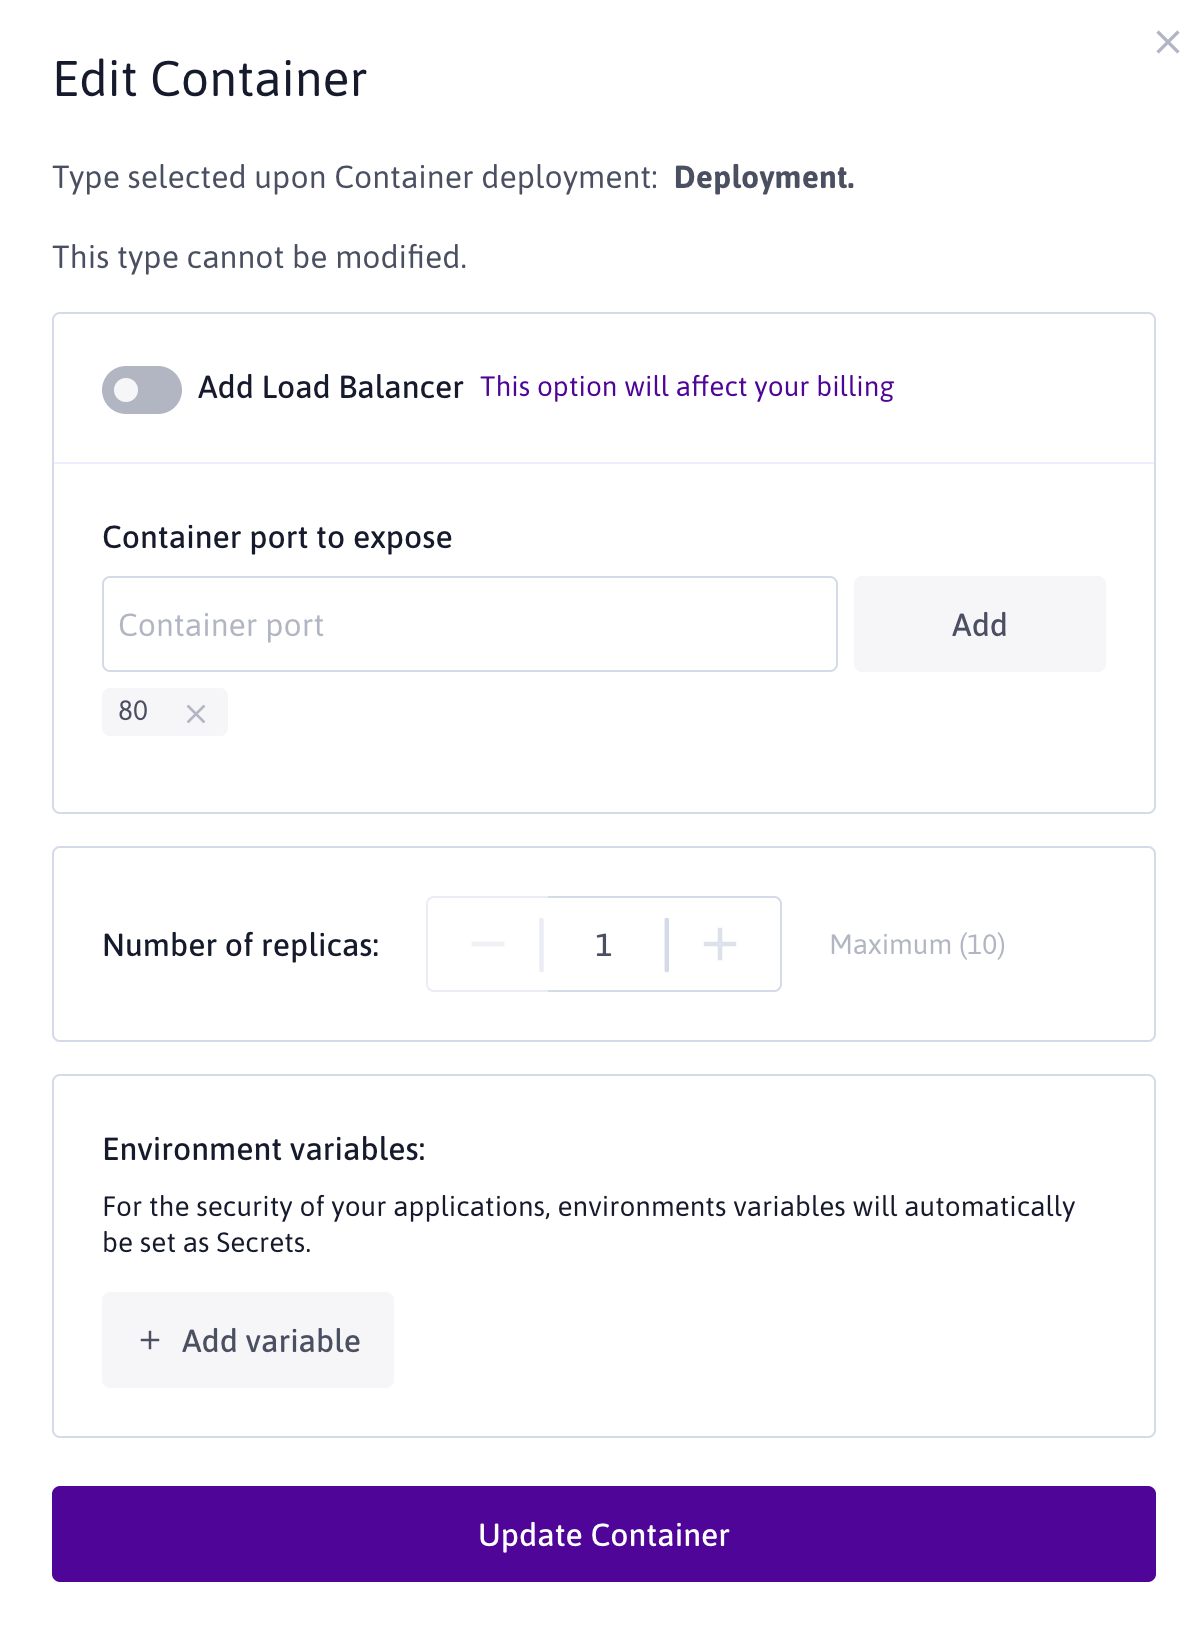 Edit Container
Type selected upon Container deployment: Deployment.
This type cannot be modified.
Add Load Balancer This option will affect your billing
Container port to expose
Container port Add
80
Number of replicas: 1 Maximum (10)
Environment variables:
For the security of your applications, environments variables will automatically
be set as Secrets.
+ Add variable
Update Container